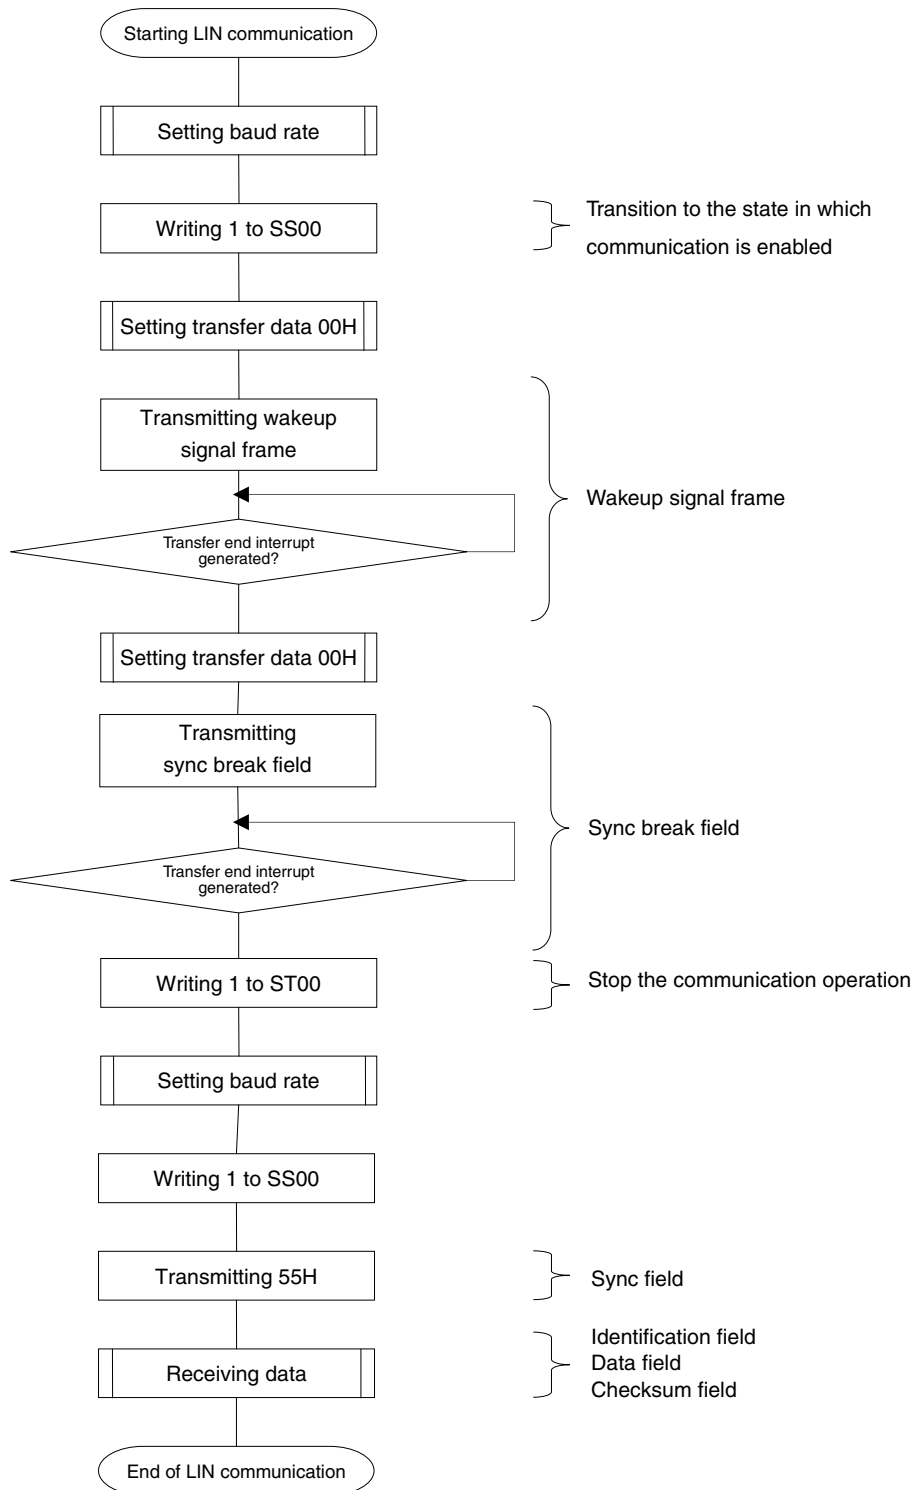 Starting LIN communication
Setting baud rate
Writing 1 to SS00
Transition to the state in which
communication is enabled
Setting transfer data 00H
Transmitting wakeup
signal frame
Wakeup signal frame
Transfer end interrupt
generated?
Setting transfer data 00H
Transmitting
sync break field
Sync break field
Transfer end interrupt
generated?
Writing 1 to ST00
Stop the communication operation
Setting baud rate
Writing 1 to SS00
Transmitting 55H
Sync field
Receiving data
Identification field
Data field
Checksum field
End of LIN communication